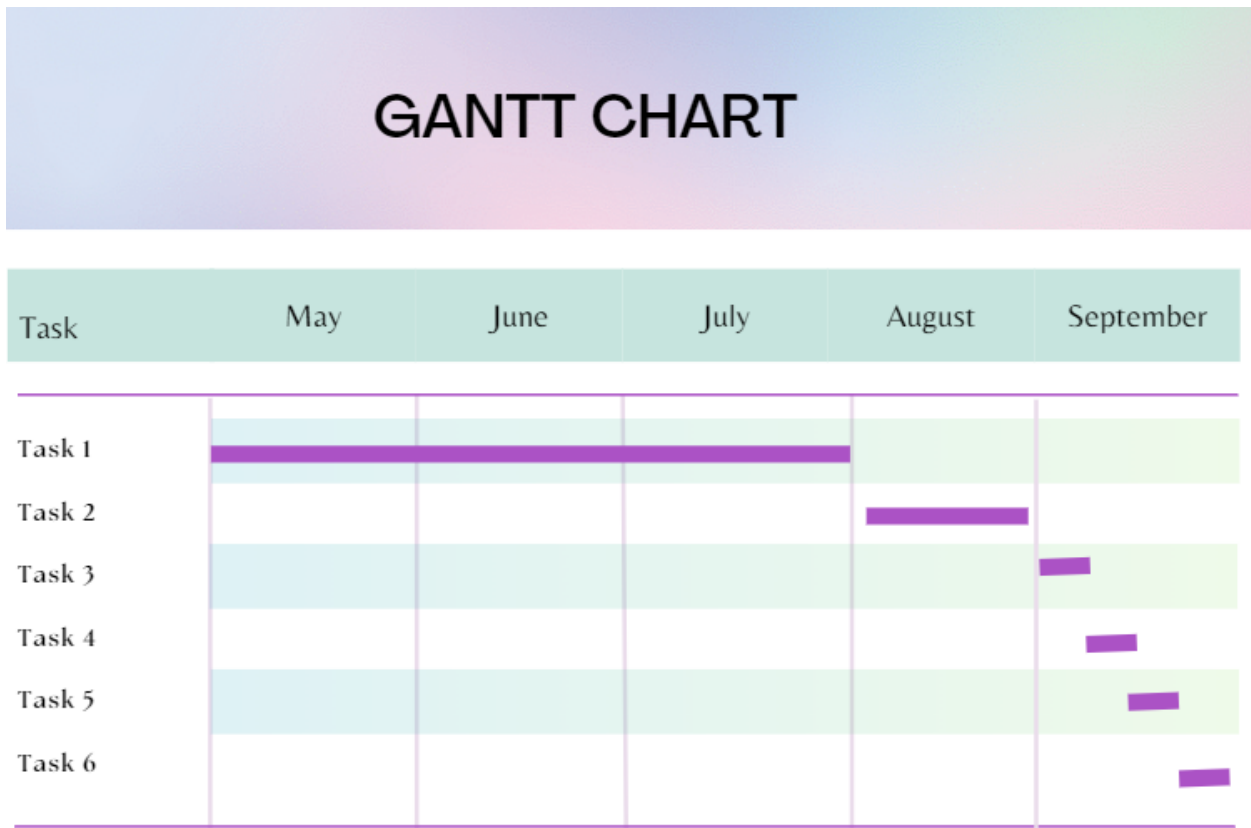 GANTT CHART
Task May June July August September
Task 1
Task 2
Task 3
Task 4
Task 5
Task 6